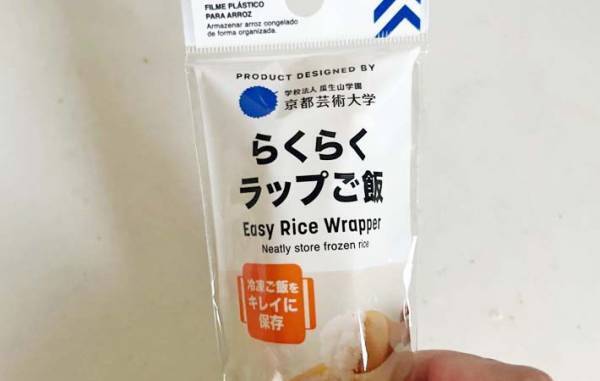 FILME PLÁSTICO
PARA ARROZ
Armazenar arroz congelado
de forma organizada.
PRODUCT DESIGNED BY
学校法人 瓜生山学園
京都芸術大学
らくらく
ラップご飯
Easy Rice Wrapper
Neatly store frozen rice
冷凍ご飯を
キレイに
保存